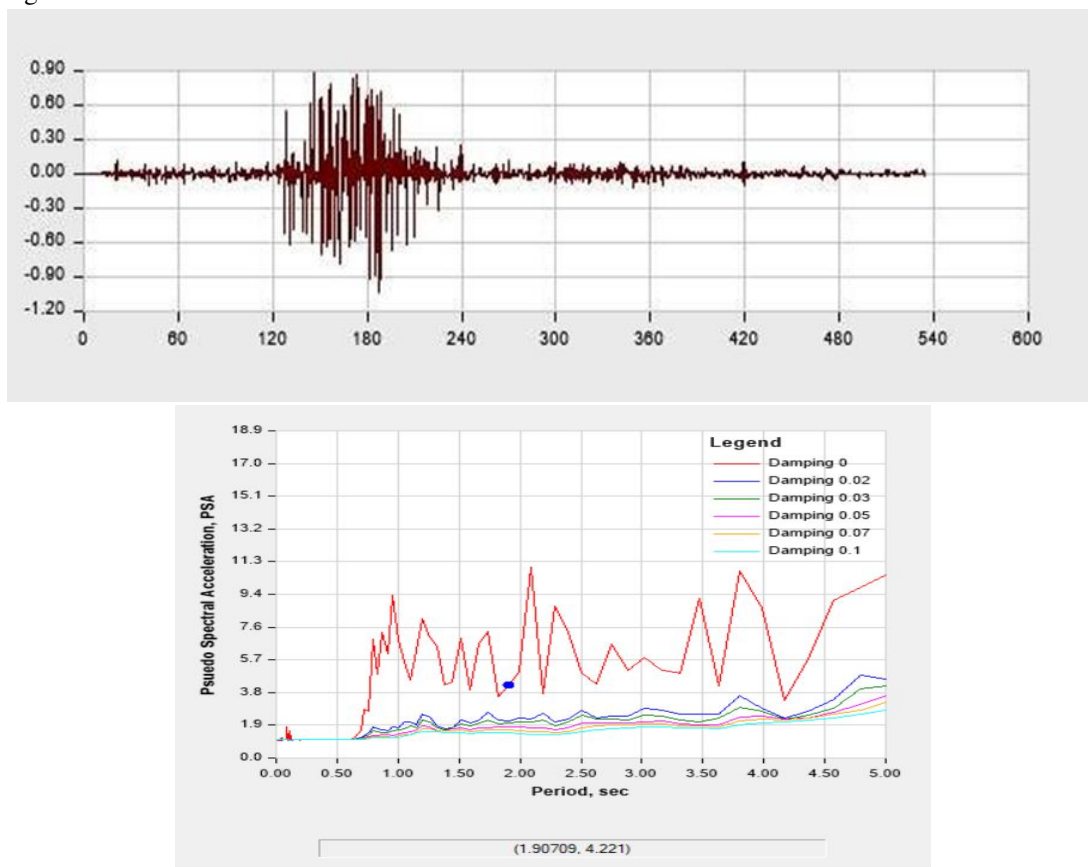 0.90
0.60
0.30
0.00
-0.30
-0.60
-0.90
-1.20
0 60 120 180 240 300 360 420 480 540 600
18.9
17.0
15.1
13.2
11.3
9.4
7.6
5.7
3.8
1.9
0.0
Psuedo Spectral Acceleration, PSA
Legend
Damping 0
Damping 0.02
Damping 0.03
Damping 0.05
Damping 0.07
Damping 0.1
0.00 0.50 1.00 1.50 2.00 2.50 3.00 3.50 4.00 4.50 5.00
Period, sec
(1.90709, 4.221)